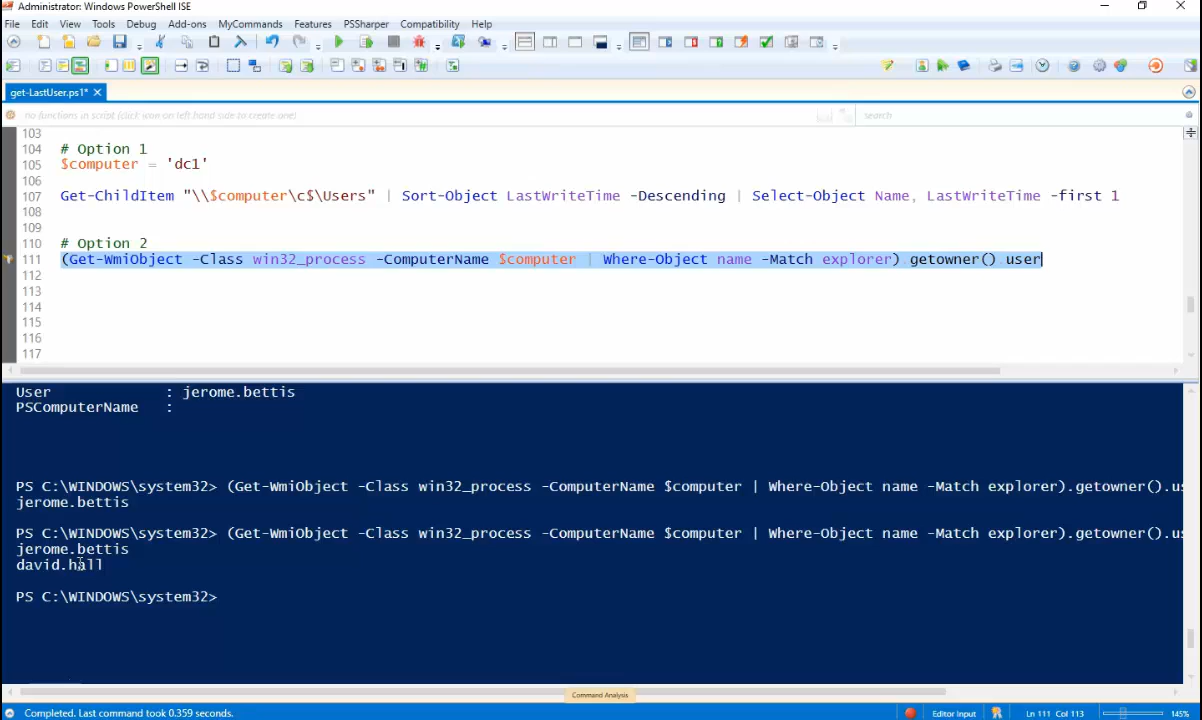 Administrator: Windows PowerShell ISE
File Edit View Tools Debug Add-ons MyCommands Features PSSharper Compatibility Help
get-LastUser.ps1* X
no functions in script (click icon on left hand side to create one) search
103
104 # Option 1
105 $computer = 'dc1'
106
107 Get-ChildItem "\\$computer\c$\Users" | Sort-Object LastWriteTime -Descending | Select-Object Name, LastWriteTime -first 1
108
109
110 # Option 2
111 (Get-WmiObject -Class win32_process -ComputerName $computer | Where-Object name -Match explorer).getowner().user
112
113
114
115
116
117
User : jerome.bettis
PSComputerName :
PS C:\WINDOWS\system32> (Get-WmiObject -Class win32_process -ComputerName $computer | Where-Object name -Match explorer).getowner().us
jerome.bettis
PS C:\WINDOWS\system32> (Get-WmiObject -Class win32_process -ComputerName $computer | Where-Object name -Match explorer).getowner().us
jerome.bettis
david.hall
PS C:\WINDOWS\system32>
Command Analysis
Completed. Last command took 0.359 seconds. Editor Input Ln 111 Col 113 145%